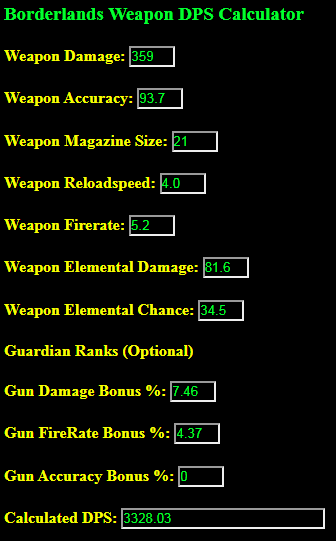 Borderlands Weapon DPS Calculator
Weapon Damage: 359
Weapon Accuracy: 93.7
Weapon Magazine Size: 21
Weapon Reloadspeed: 4.0
Weapon Firerate: 5.2
Weapon Elemental Damage: 81.6
Weapon Elemental Chance: 34.5
Guardian Ranks (Optional)
Gun Damage Bonus %: 7.46
Gun FireRate Bonus %: 4.37
Gun Accuracy Bonus %: 0
Calculated DPS: 3328.03